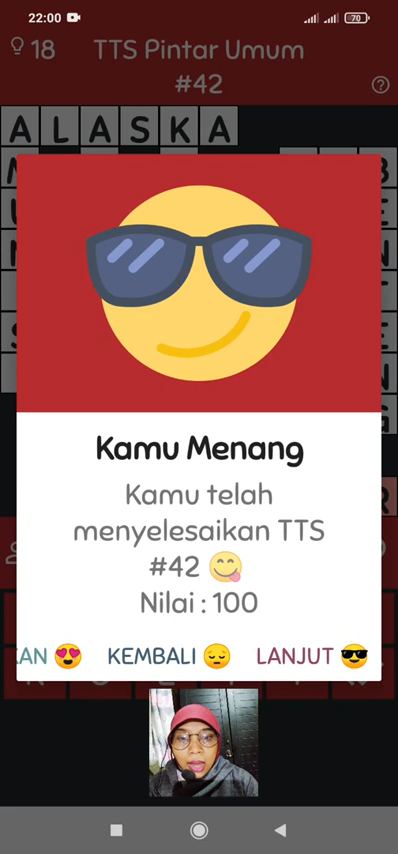 22:00
70
18 TTS Pintar Umum
#42
ALASKA
Kamu Menang
Kamu telah
menyelesaikan TTS
#42
Nilai : 100
KEMBALI LANJUT